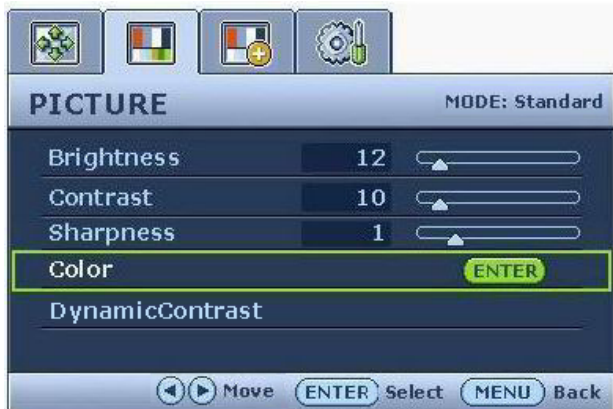 PICTURE MODE: Standard
Brightness 12
Contrast 10
Sharpness 1
Color ENTER
DynamicContrast
Move ENTER Select MENU Back